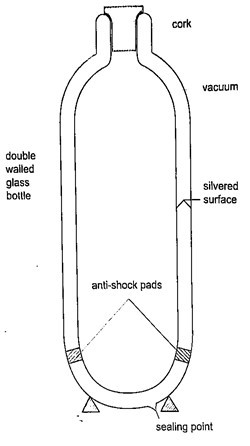 cork
vacuum
double
walled
glass
bottle
silvered
surface
anti-shock pads
sealing point